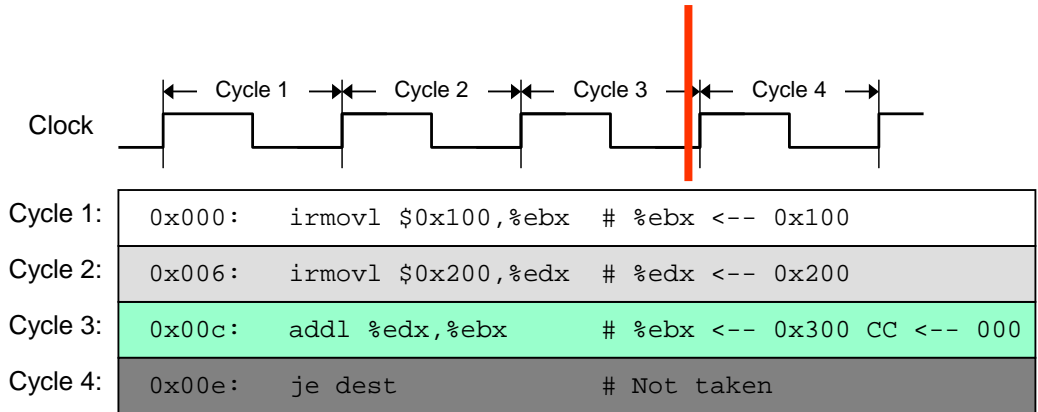 Cycle 1 Cycle 2 Cycle 3 Cycle 4
Clock
Cycle 1: 0x000: irmovl $0x100,%ebx # %ebx <-- 0x100
Cycle 2: 0x006: irmovl $0x200,%edx # %edx <-- 0x200
Cycle 3: 0x00c: addl %edx,%ebx # %ebx <-- 0x300 CC <-- 000
Cycle 4: 0x00e: je dest # Not taken